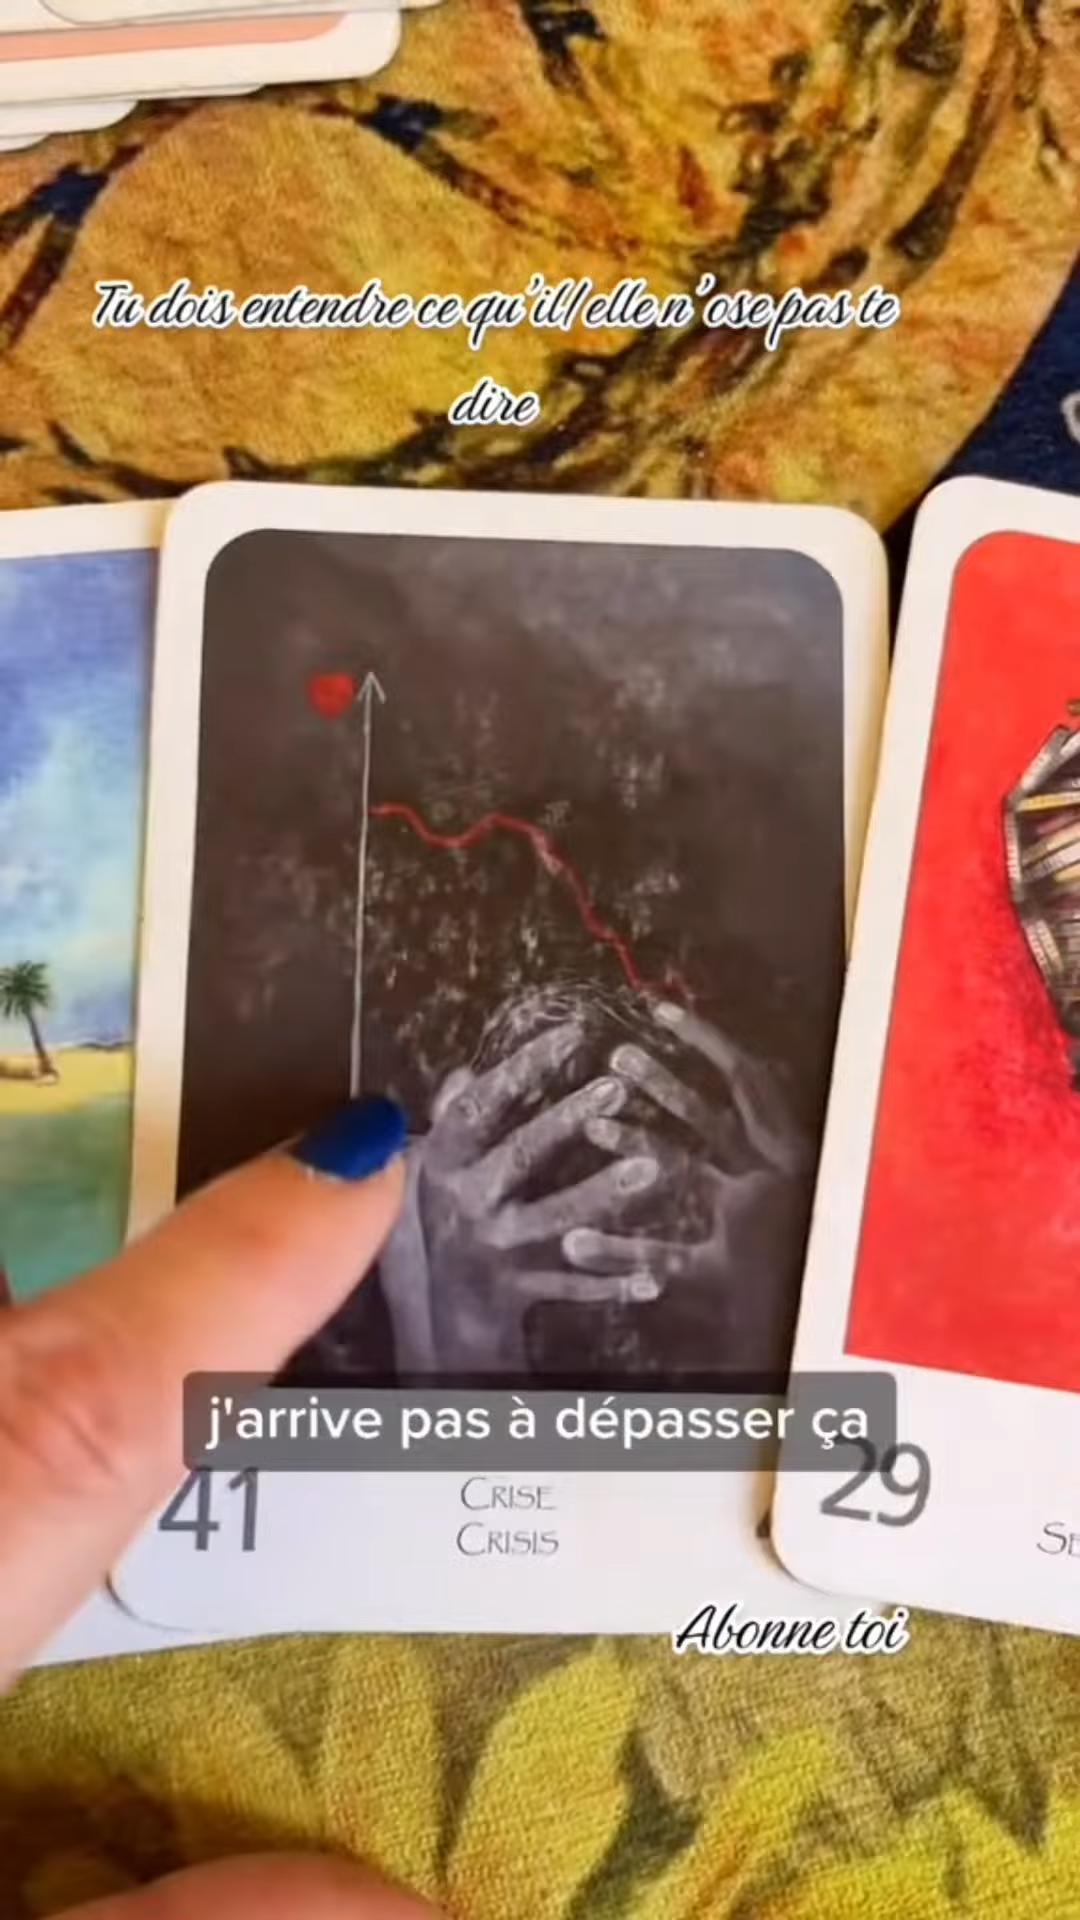 Tu dois entendre ce qu'il/elle n'ose pas te
dire
j'arrive pas à dépasser ça
41
CRISE
CRISIS
29
Abonne toi